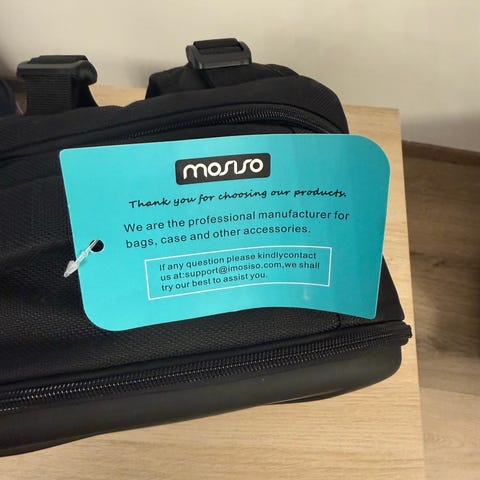 mosiso
Thank you for choosing our products.
We are the professional manufacturer for
bags, case and other accessories.
If any question please kindlycontact
us at:support@imosiso.com,we shall
try our best to assist you.